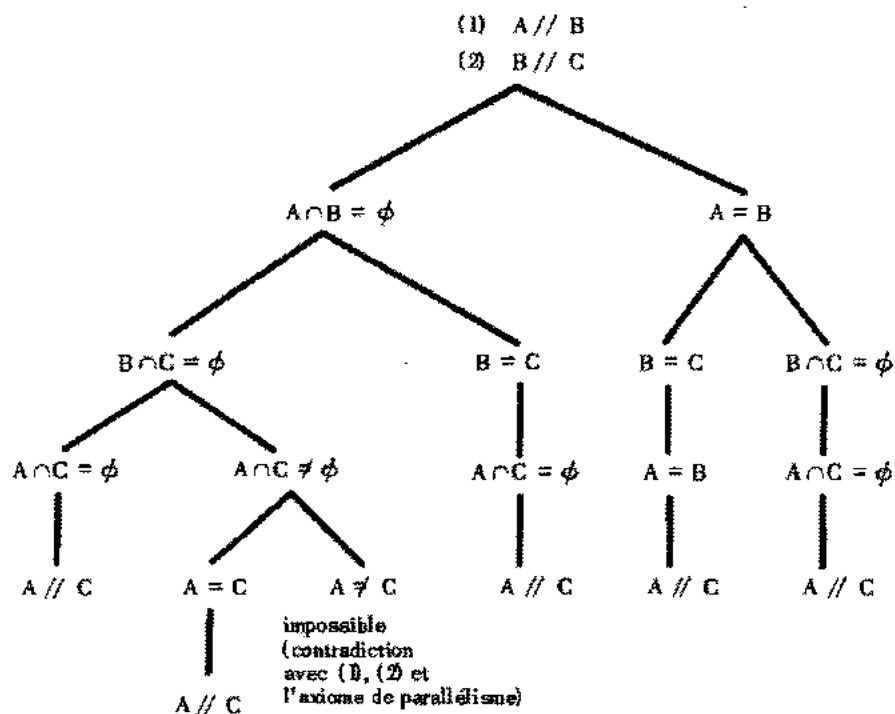 (1) A // B
(2) B // C
A ∩ B = ϕ A = B
B ∩ C = ϕ B = C B = C B ∩ C = ϕ
A ∩ C = ϕ A ∩ C ≠ ϕ A ∩ C = ϕ A = B A ∩ C = ϕ
A // C A = C A ≠ C A // C A // C A // C
impossible
(contradiction
avec (1), (2) et
l'axiome de parallélisme)
A // C